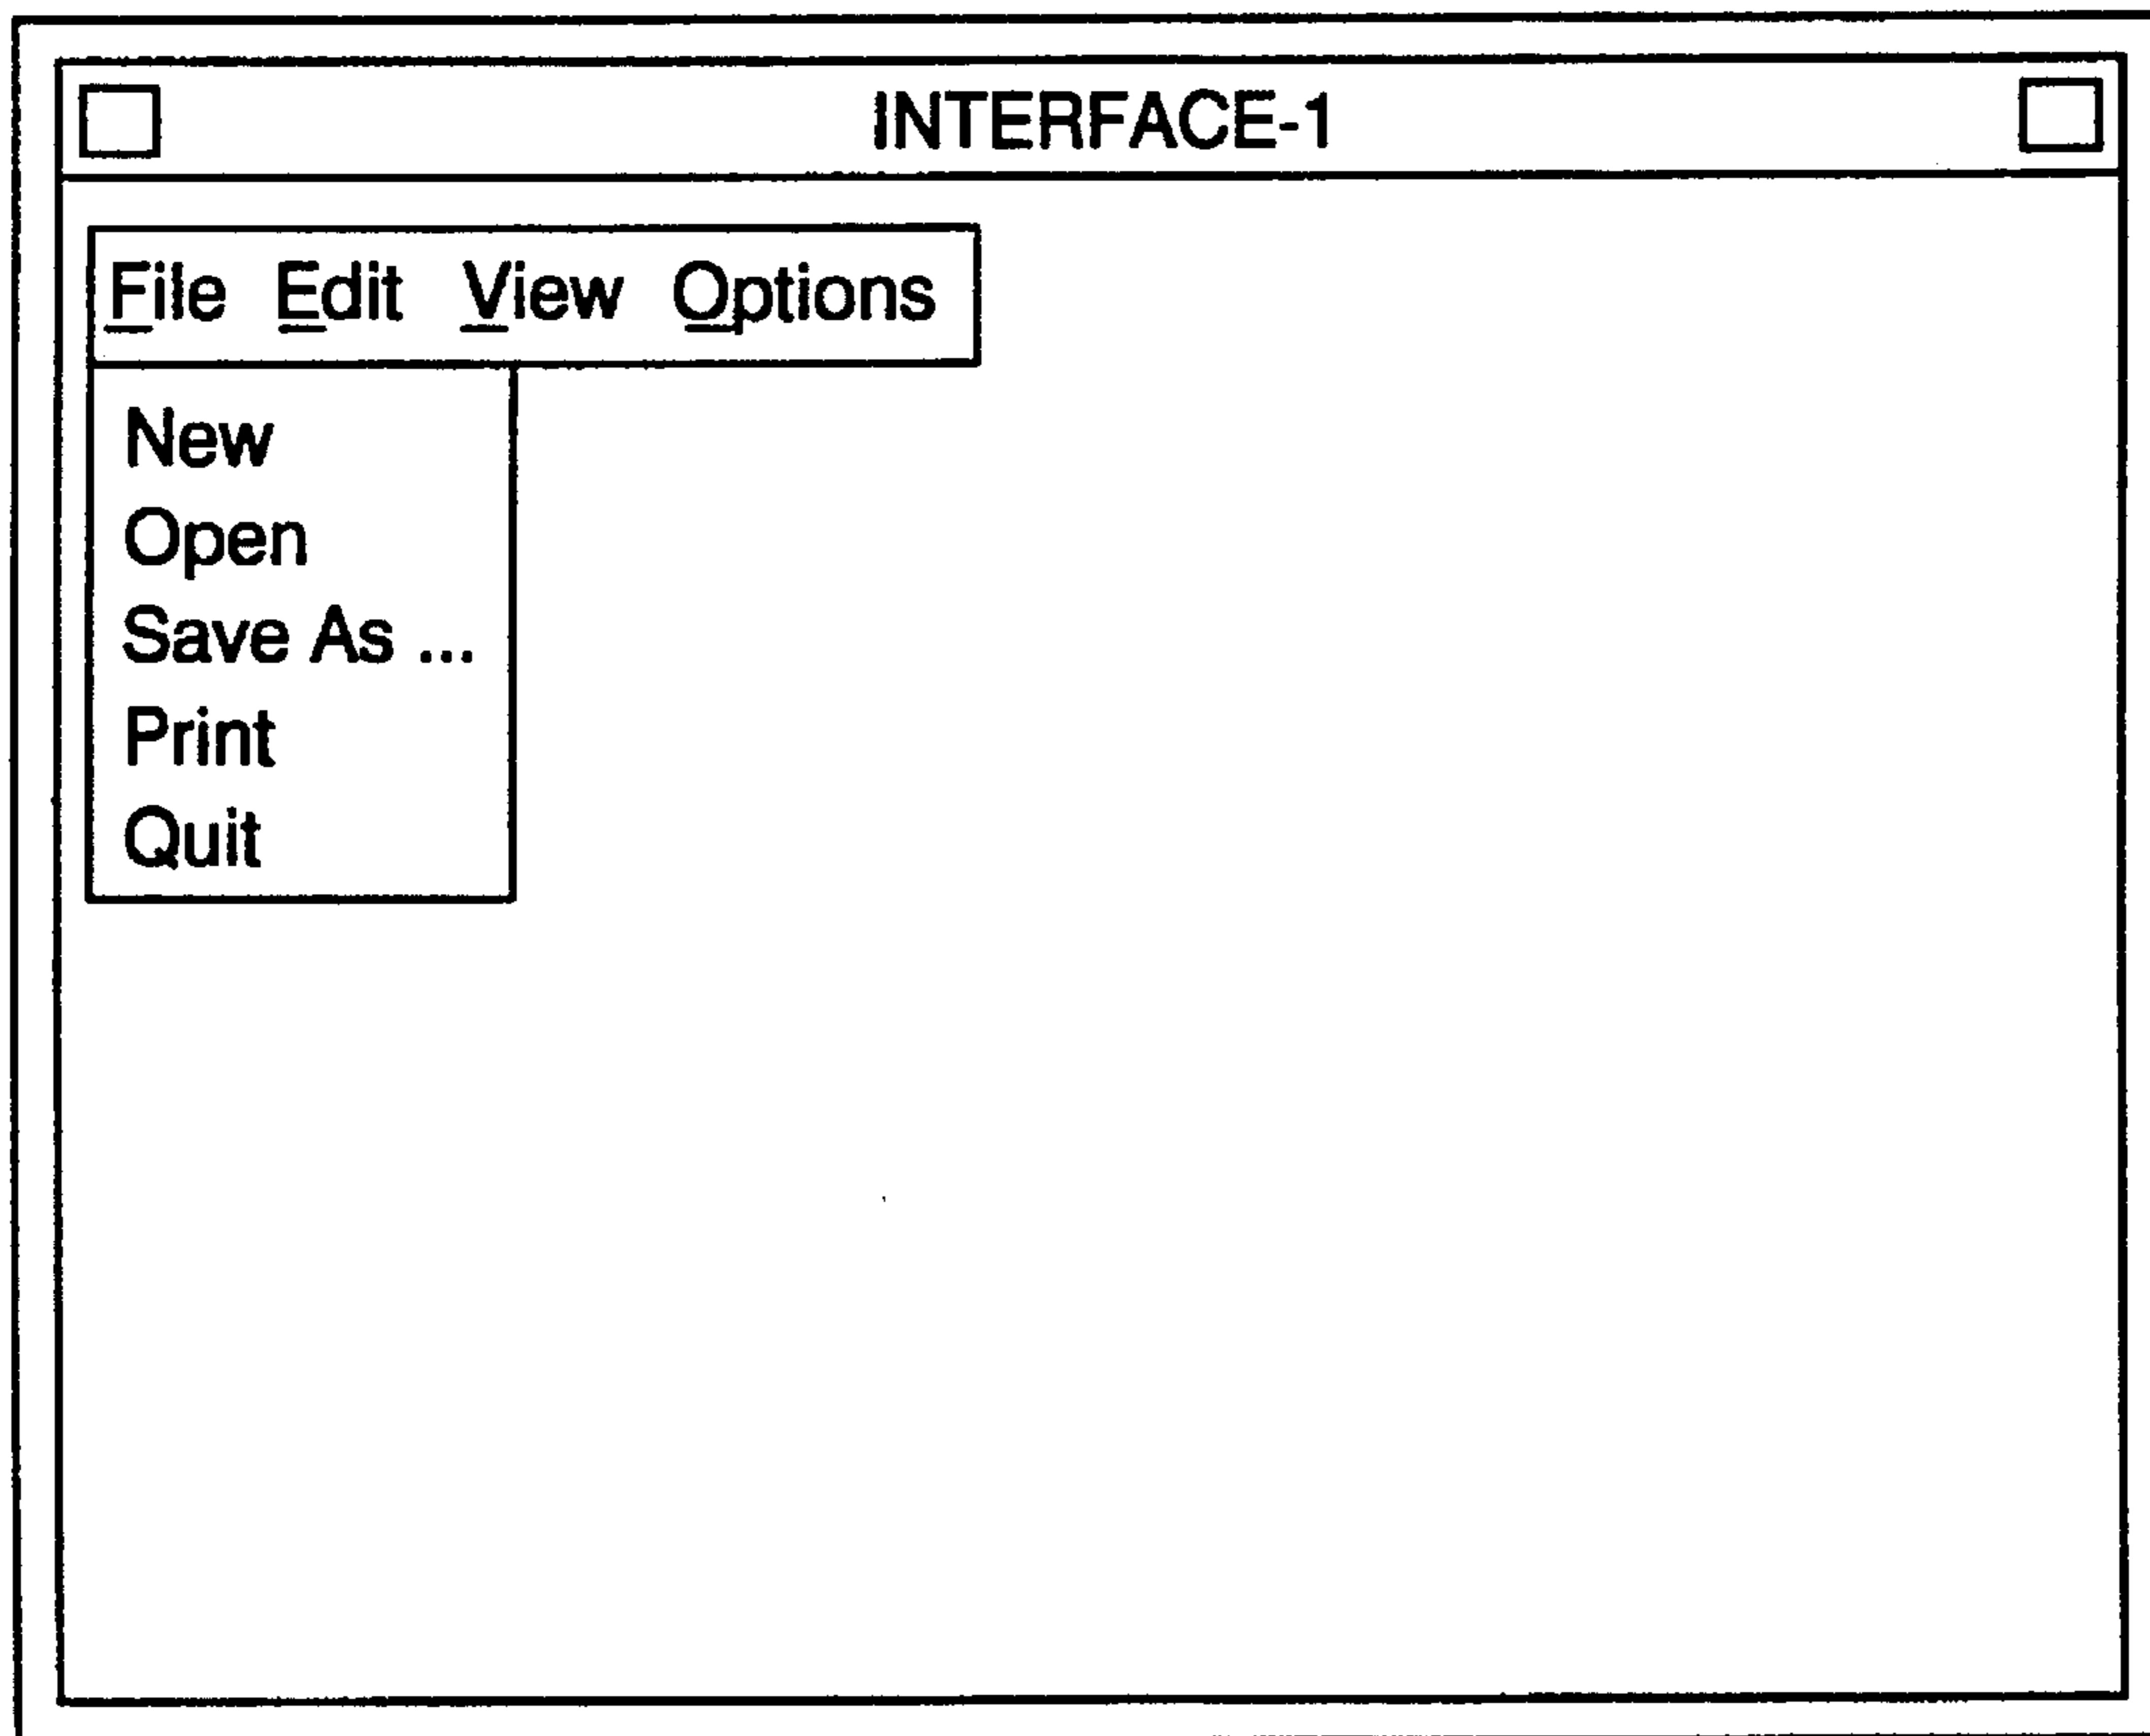 INTERFACE-1
File Edit View Options
New
Open
Save As ...
Print
Quit